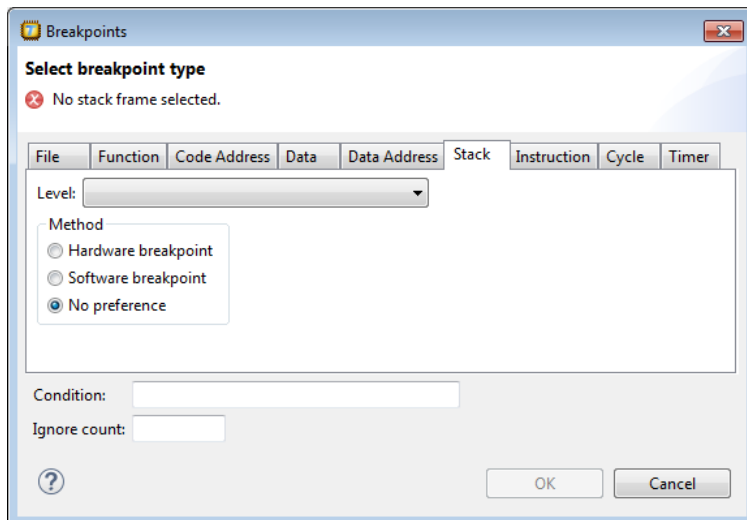 Breakpoints
Select breakpoint type
No stack frame selected.
File Function Code Address Data Data Address Stack Instruction Cycle Timer
Level:
Method
Hardware breakpoint
Software breakpoint
No preference
Condition:
Ignore count:
OK Cancel